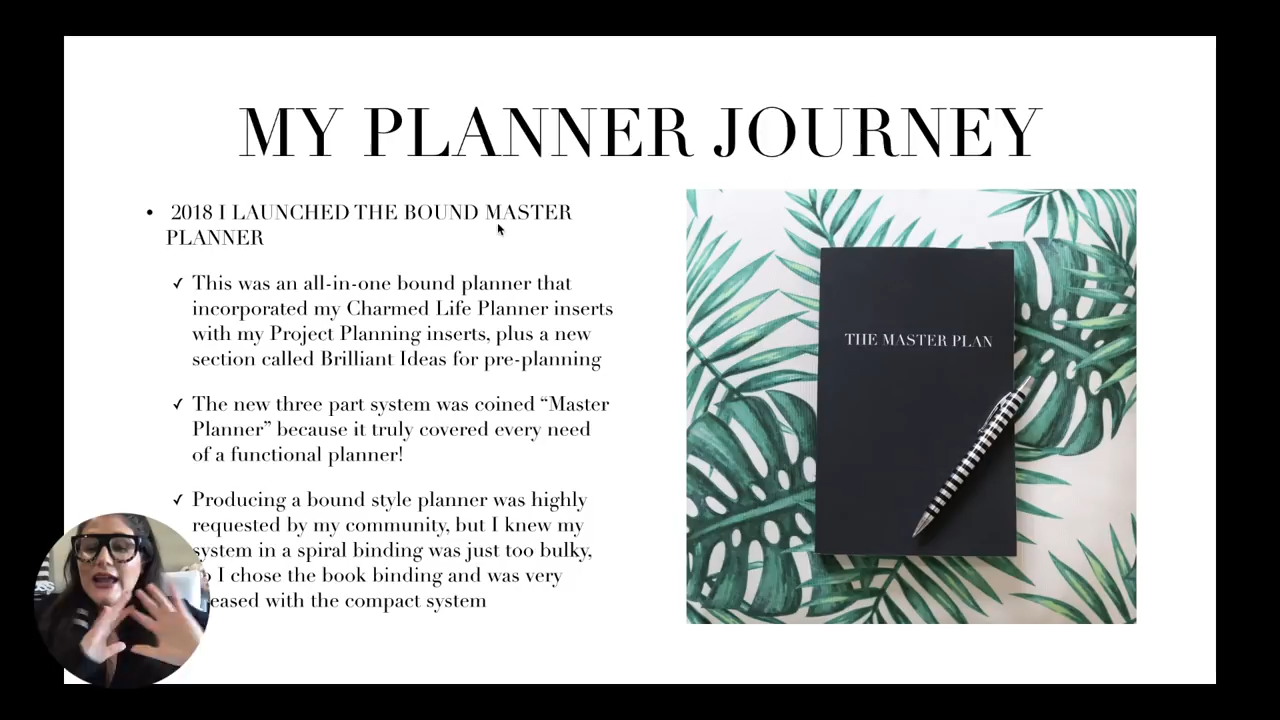 MY PLANNER JOURNEY
• 2018 I LAUNCHED THE BOUND MASTER
PLANNER
✓ This was an all-in-one bound planner that
incorporated my Charmed Life Planner inserts
with my Project Planning inserts, plus a new
section called Brilliant Ideas for pre-planning
✓ The new three part system was coined “Master
Planner” because it truly covered every need
of a functional planner!
✓ Producing a bound style planner was highly
requested by my community, but I knew my
system in a spiral binding was just too bulky,
I chose the book binding and was very
with the compact system
THE MASTER PLAN